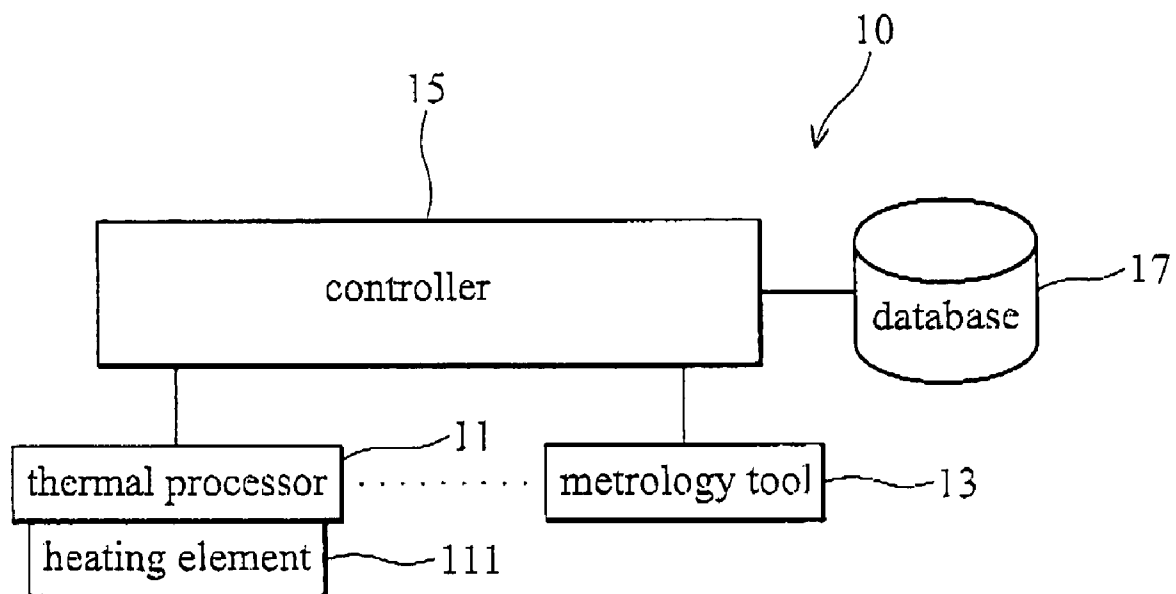 10
15
controller
17
database
11
thermal processor
metrology tool
13
heating element
111